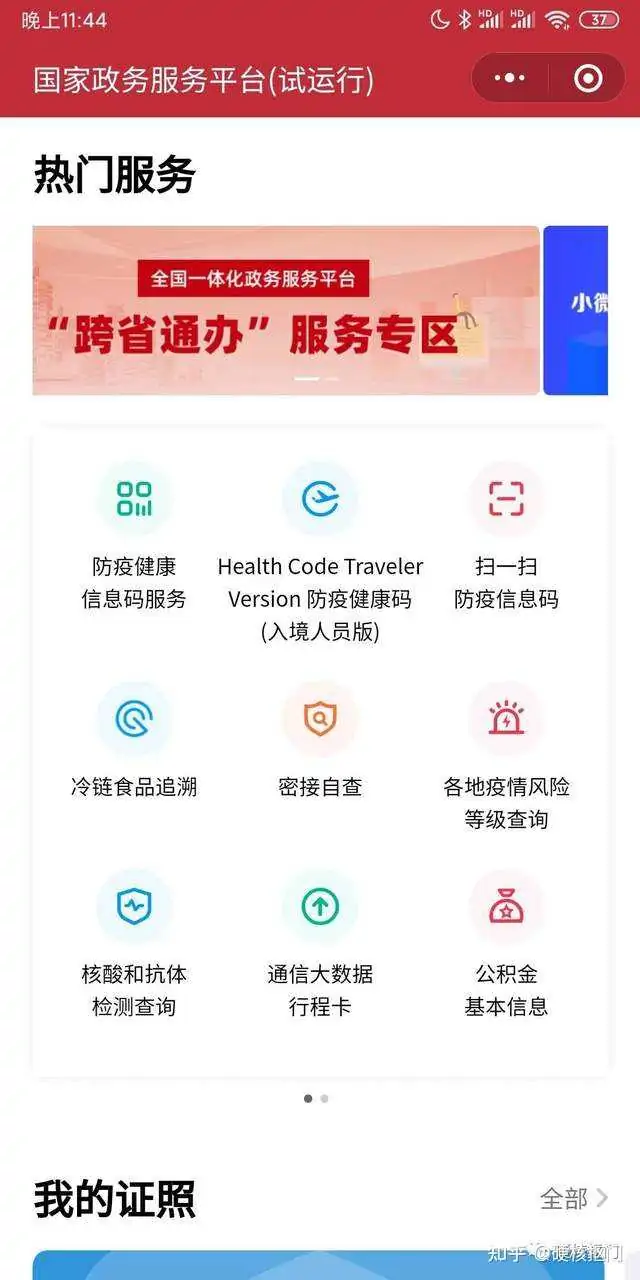 晚上11:44
HD HD 37
国家政务服务平台(试运行)
热门服务
全国一体化政务服务平台
“跨省通办”服务专区
小微
防疫健康
信息码服务
Health Code Traveler
Version 防疫健康码
(入境人员版)
扫一扫
防疫信息码
冷链食品追溯
密接自查
各地疫情风险
等级查询
核酸和抗体
检测查询
通信大数据
行程卡
公积金
基本信息
我的证照
全部
知乎 @硬核抠门